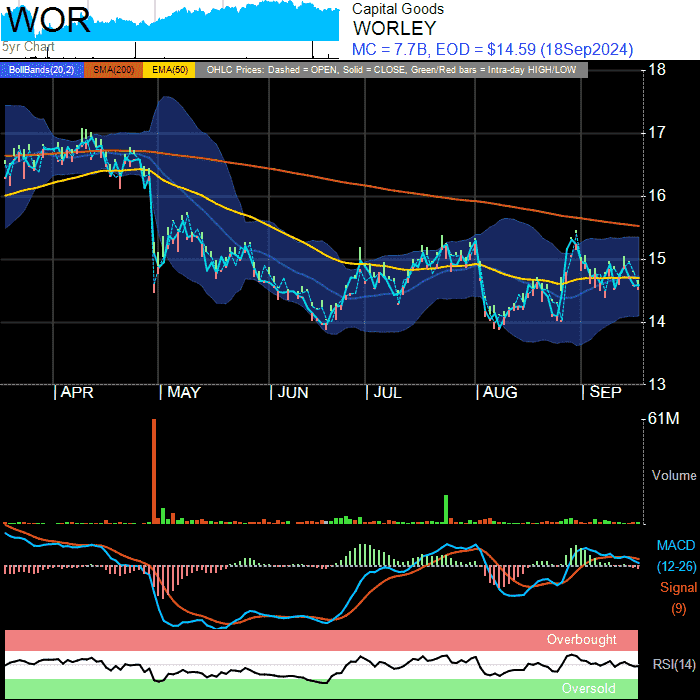 WOR
5yr Chart
Capital Goods
WORLEY
MC = 7.7B, EOD = $14.59 (18Sep2024)
BollBands(20,2) SMA(200) EMA(50) OHLC Prices: Dashed = OPEN, Solid = CLOSE, Green/Red bars = Intra-day HIGH/LOW
18
17
16
15
14
13
APR MAY JUN JUL AUG SEP
61M
Volume
MACD
(12-26)
Signal
(9)
Overbought
RSI(14)
Oversold